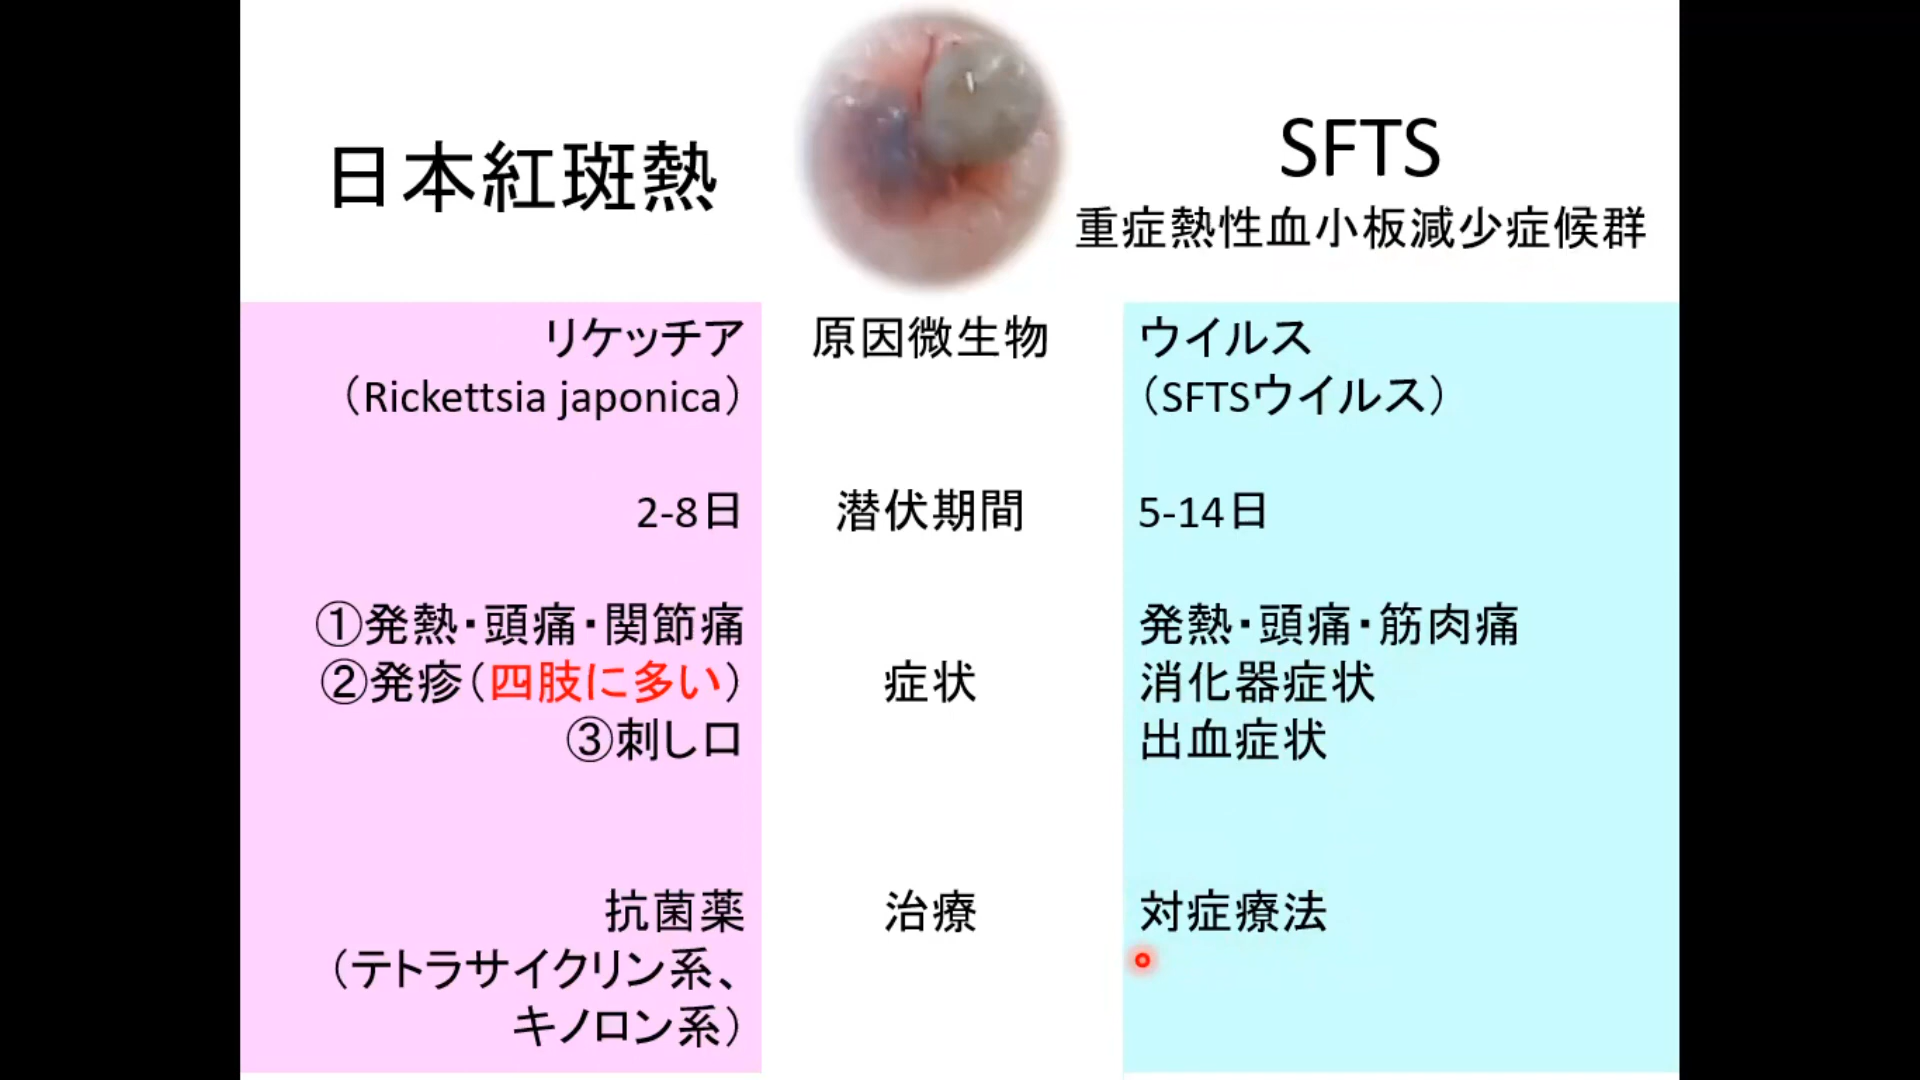 日本紅斑熱
SFTS
重症熱性血小板減少症候群
リケッチア
（Rickettsia japonica）
原因微生物
ウイルス
（SFTSウイルス）
2-8日
潜伏期間
5-14日
①発熱・頭痛・関節痛
②発疹（四肢に多い）
③刺し口
症状
発熱・頭痛・筋肉痛
消化器症状
出血症状
抗菌薬
（テトラサイクリン系、
キノロン系）
治療
対症療法